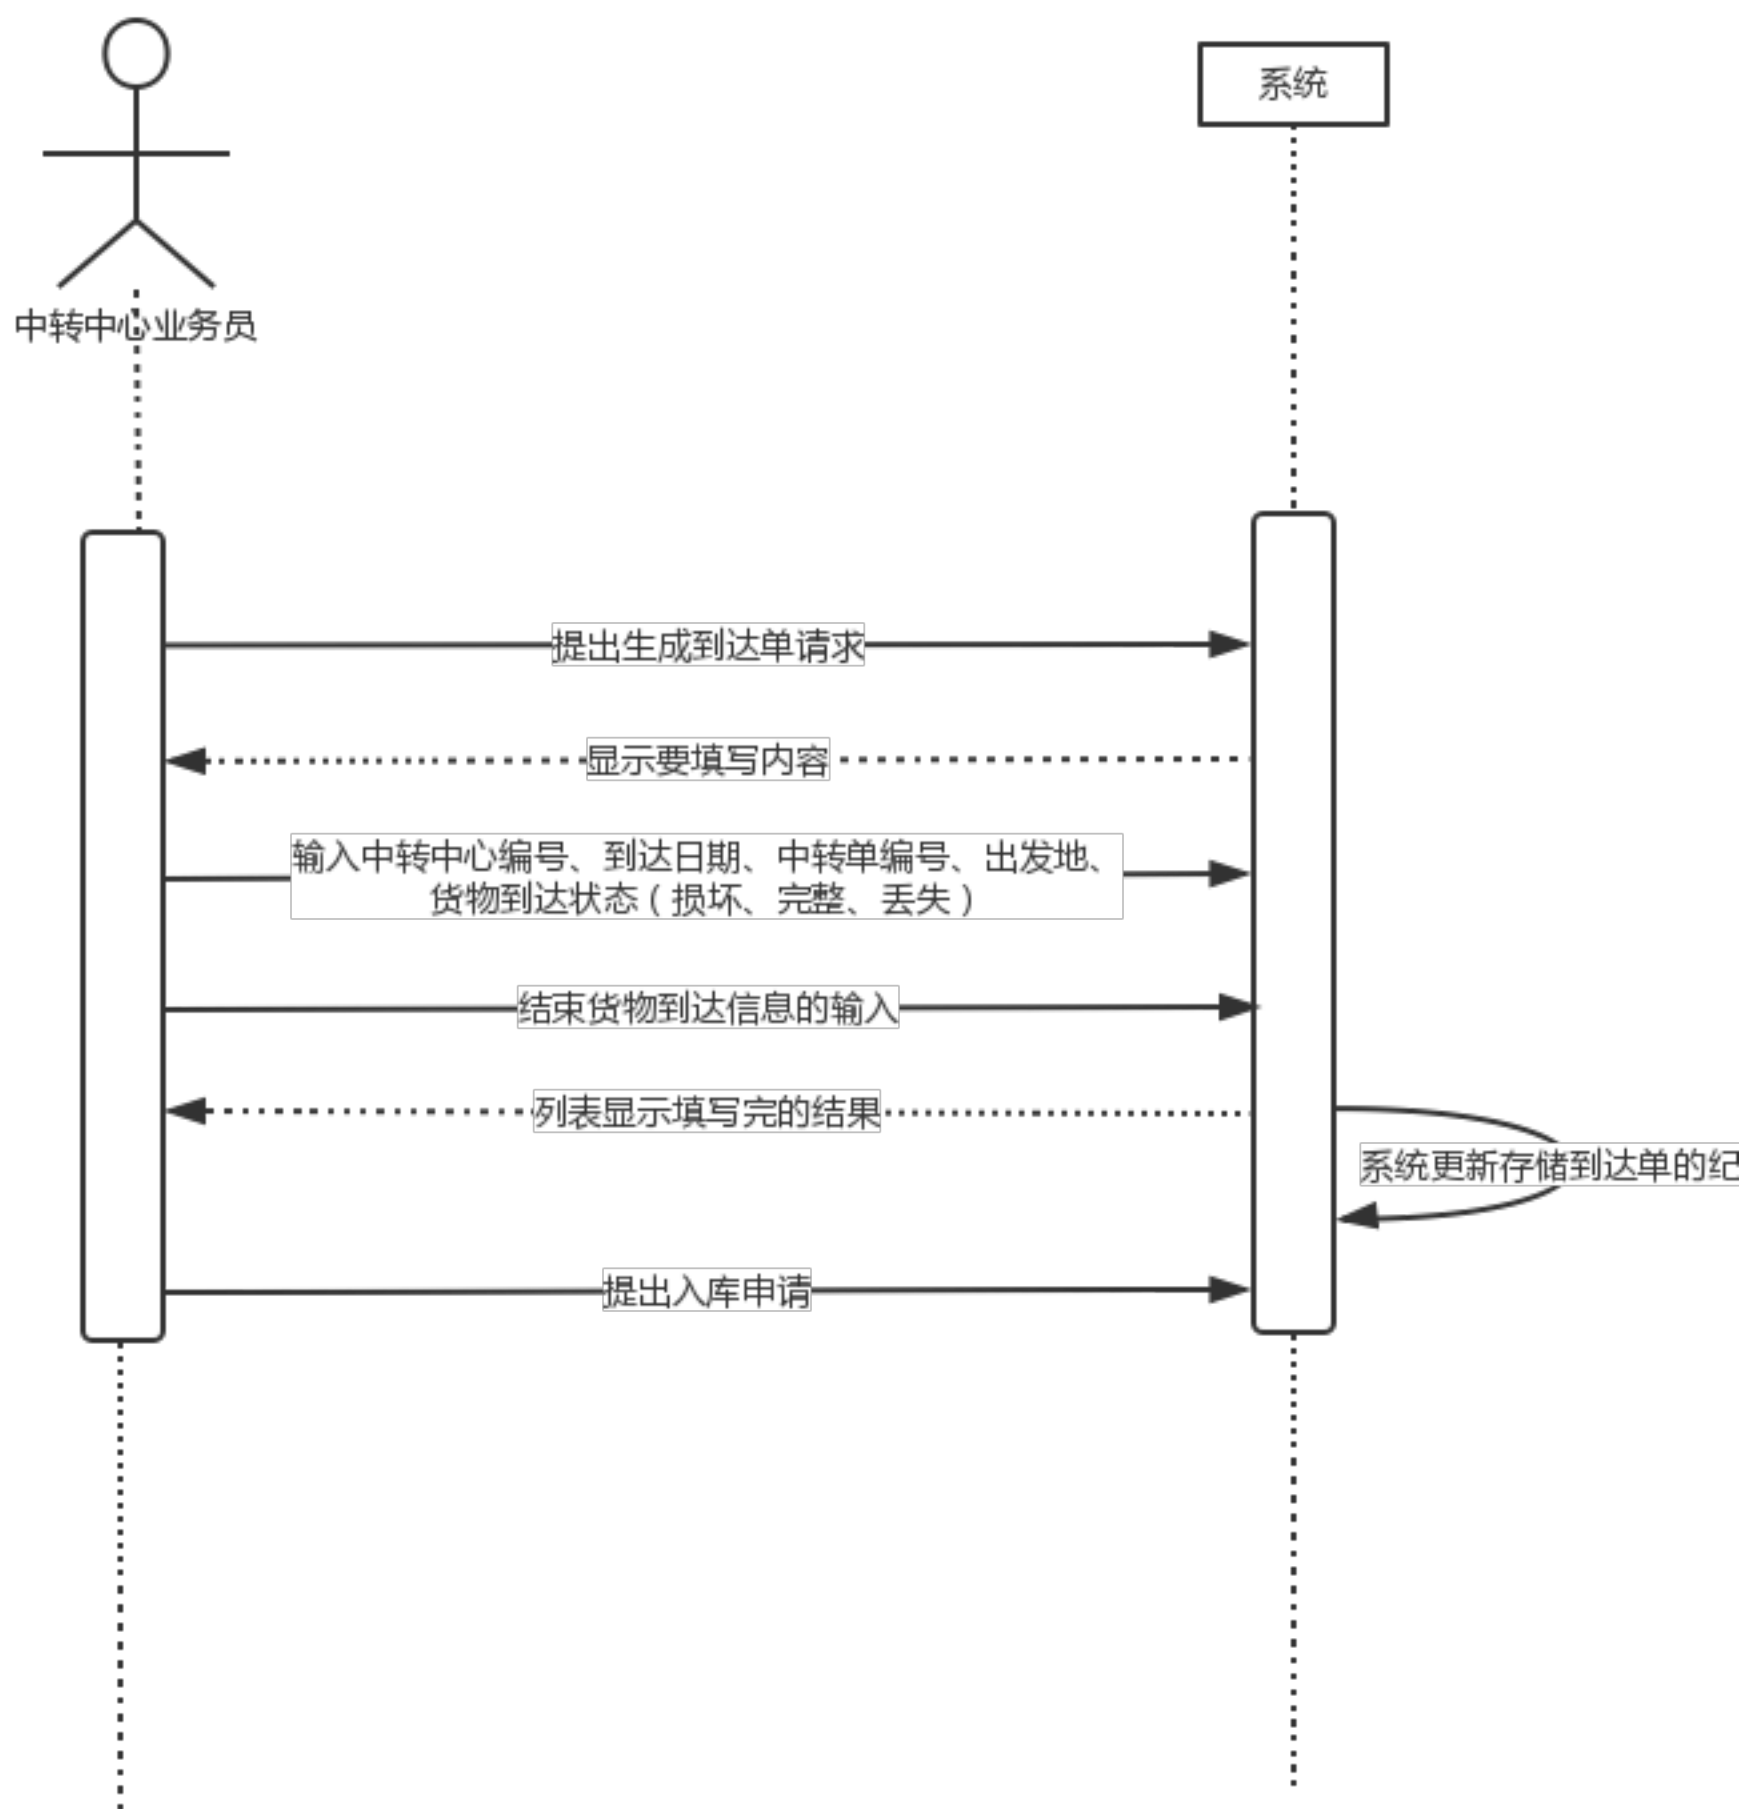 系统
中转中心业务员
提出生成到达单请求
显示要填写内容
输入中转中心编号、到达日期、中转单编号、出发地、
货物到达状态（损坏、完整、丢失）
结束货物到达信息的输入
列表显示填写完的结果
系统更新存储到达单的纪
提出入库申请